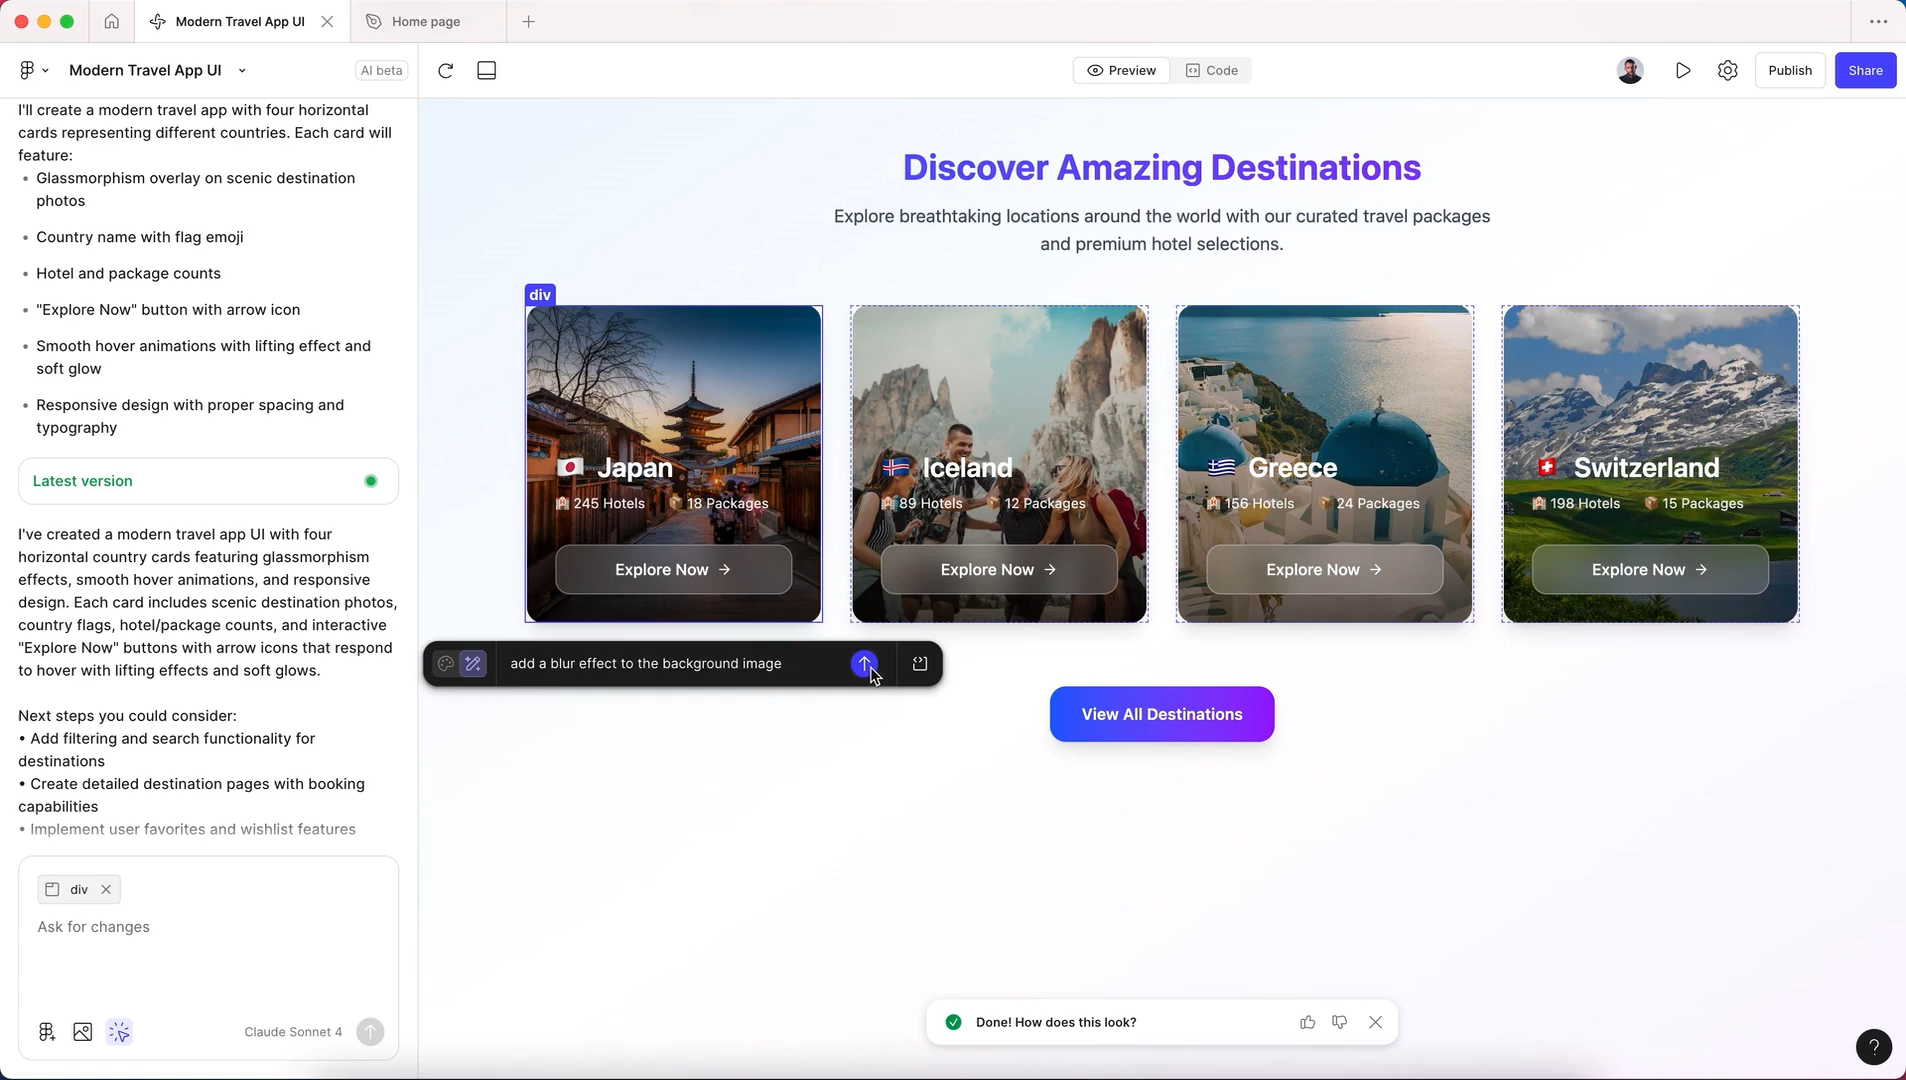 Modern Travel App UI
Home page
Modern Travel App UI
AI beta
Preview
Code
Publish
Share
I'll create a modern travel app with four horizontal
cards representing different countries. Each card will
feature:
• Glassmorphism overlay on scenic destination
photos
• Country name with flag emoji
• Hotel and package counts
• "Explore Now" button with arrow icon
• Smooth hover animations with lifting effect and
soft glow
• Responsive design with proper spacing and
typography
Latest version
I've created a modern travel app UI with four
horizontal country cards featuring glassmorphism
effects, smooth hover animations, and responsive
design. Each card includes scenic destination photos,
country flags, hotel/package counts, and interactive
"Explore Now" buttons with arrow icons that respond
to hover with lifting effects and soft glows.
Next steps you could consider:
• Add filtering and search functionality for
destinations
• Create detailed destination pages with booking
capabilities
• Implement user favorites and wishlist features
div
Ask for changes
Claude Sonnet 4
Discover Amazing Destinations
Explore breathtaking locations around the world with our curated travel packages
and premium hotel selections.
div
Japan
245 Hotels 18 Packages
Explore Now →
Iceland
89 Hotels 12 Packages
Explore Now →
Greece
156 Hotels 24 Packages
Explore Now →
Switzerland
198 Hotels 15 Packages
Explore Now →
add a blur effect to the background image
View All Destinations
Done! How does this look?
?